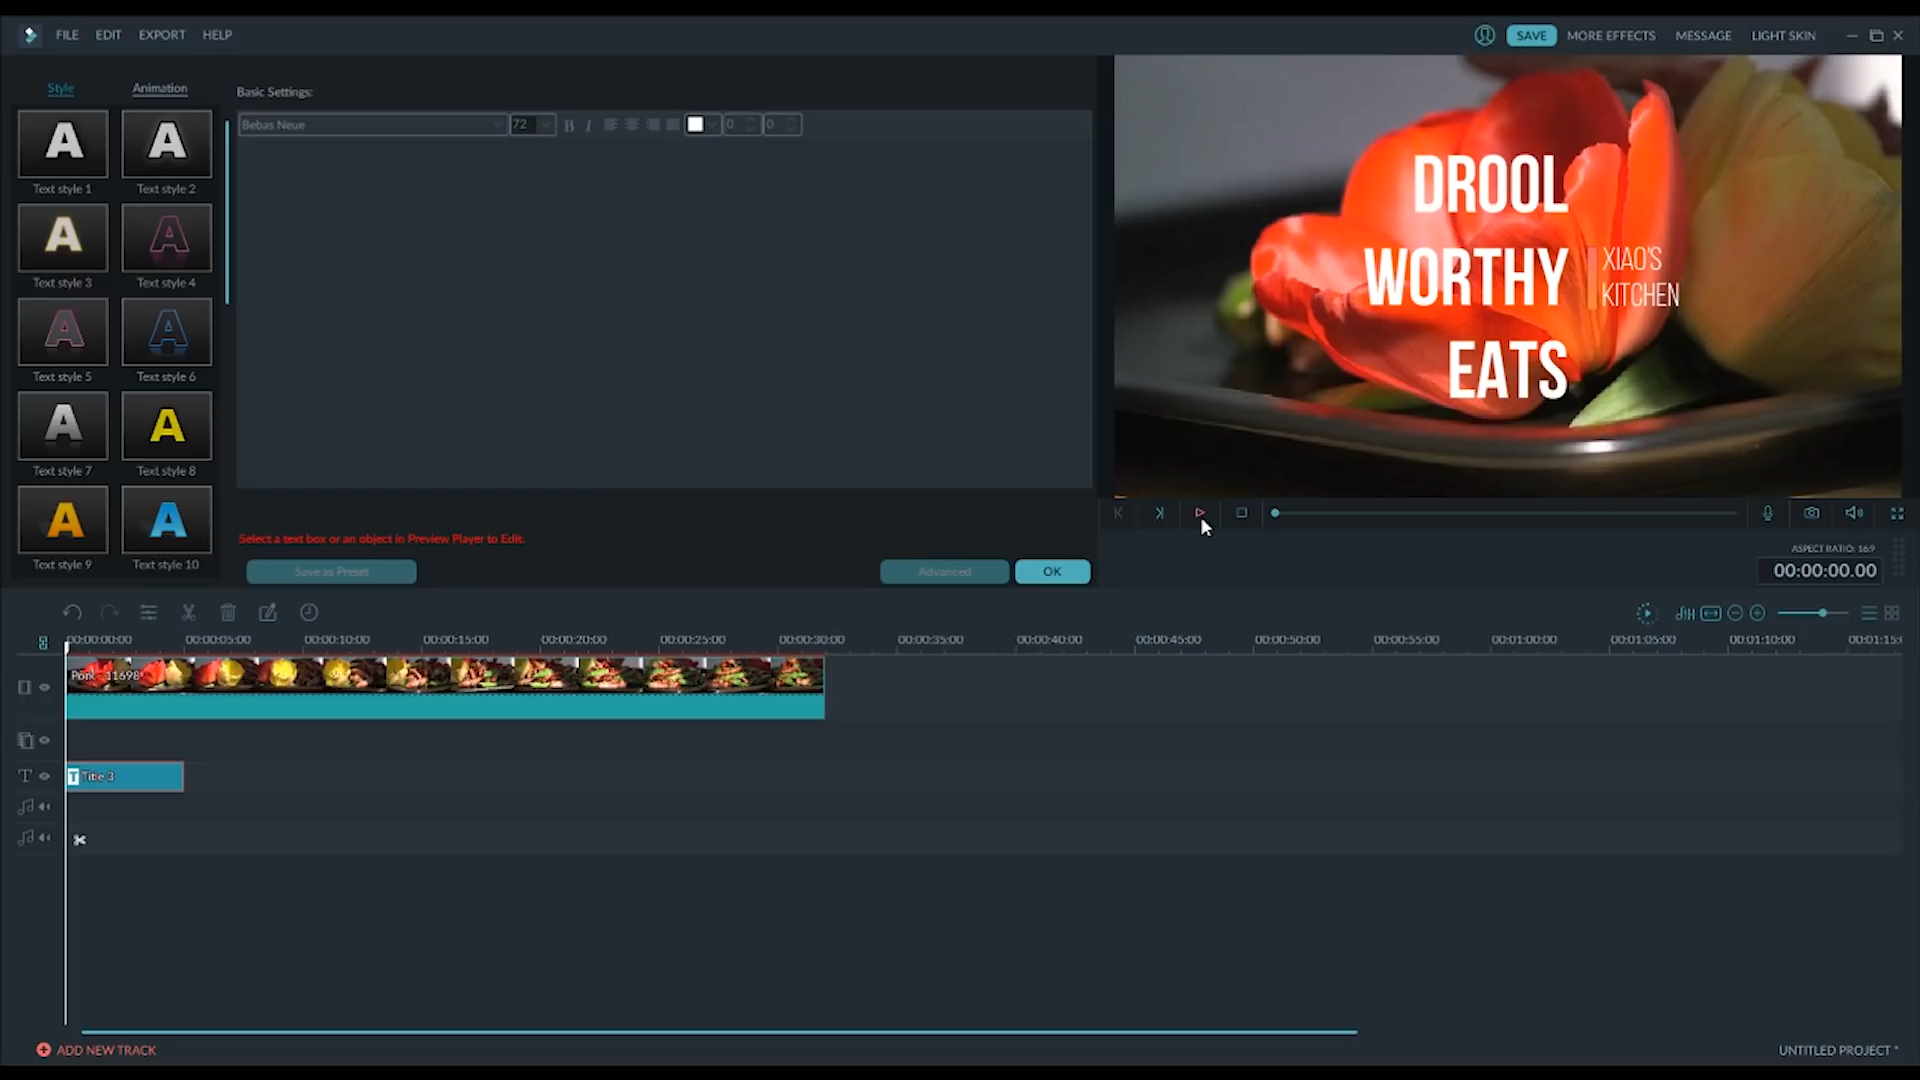 FILE EDIT EXPORT HELP
SAVE MORE EFFECTS MESSAGE LIGHT SKIN
Style Animation
Basic Settings:
Bebas Neue 72 B I 0 0
Text style 1 Text style 2
Text style 3 Text style 4
Text style 5 Text style 6
Text style 7 Text style 8
Text style 9 Text style 10
Select a text box or an object in Preview Player to Edit.
Save as Preset Advanced OK
DROOL
WORTHY
EATS
XIAO'S
KITCHEN
ASPECT RATIO: 16:9
00:00:00.00
00:00:00:00 00:00:05:00 00:00:10:00 00:00:15:00 00:00:20:00 00:00:25:00 00:00:30:00 00:00:35:00 00:00:40:00 00:00:45:00 00:00:50:00 00:00:55:00 00:01:00:00 00:01:05:00 00:01:10:00 00:01:15:
Pork - 11698
T Title 3
ADD NEW TRACK
UNTITLED PROJECT *